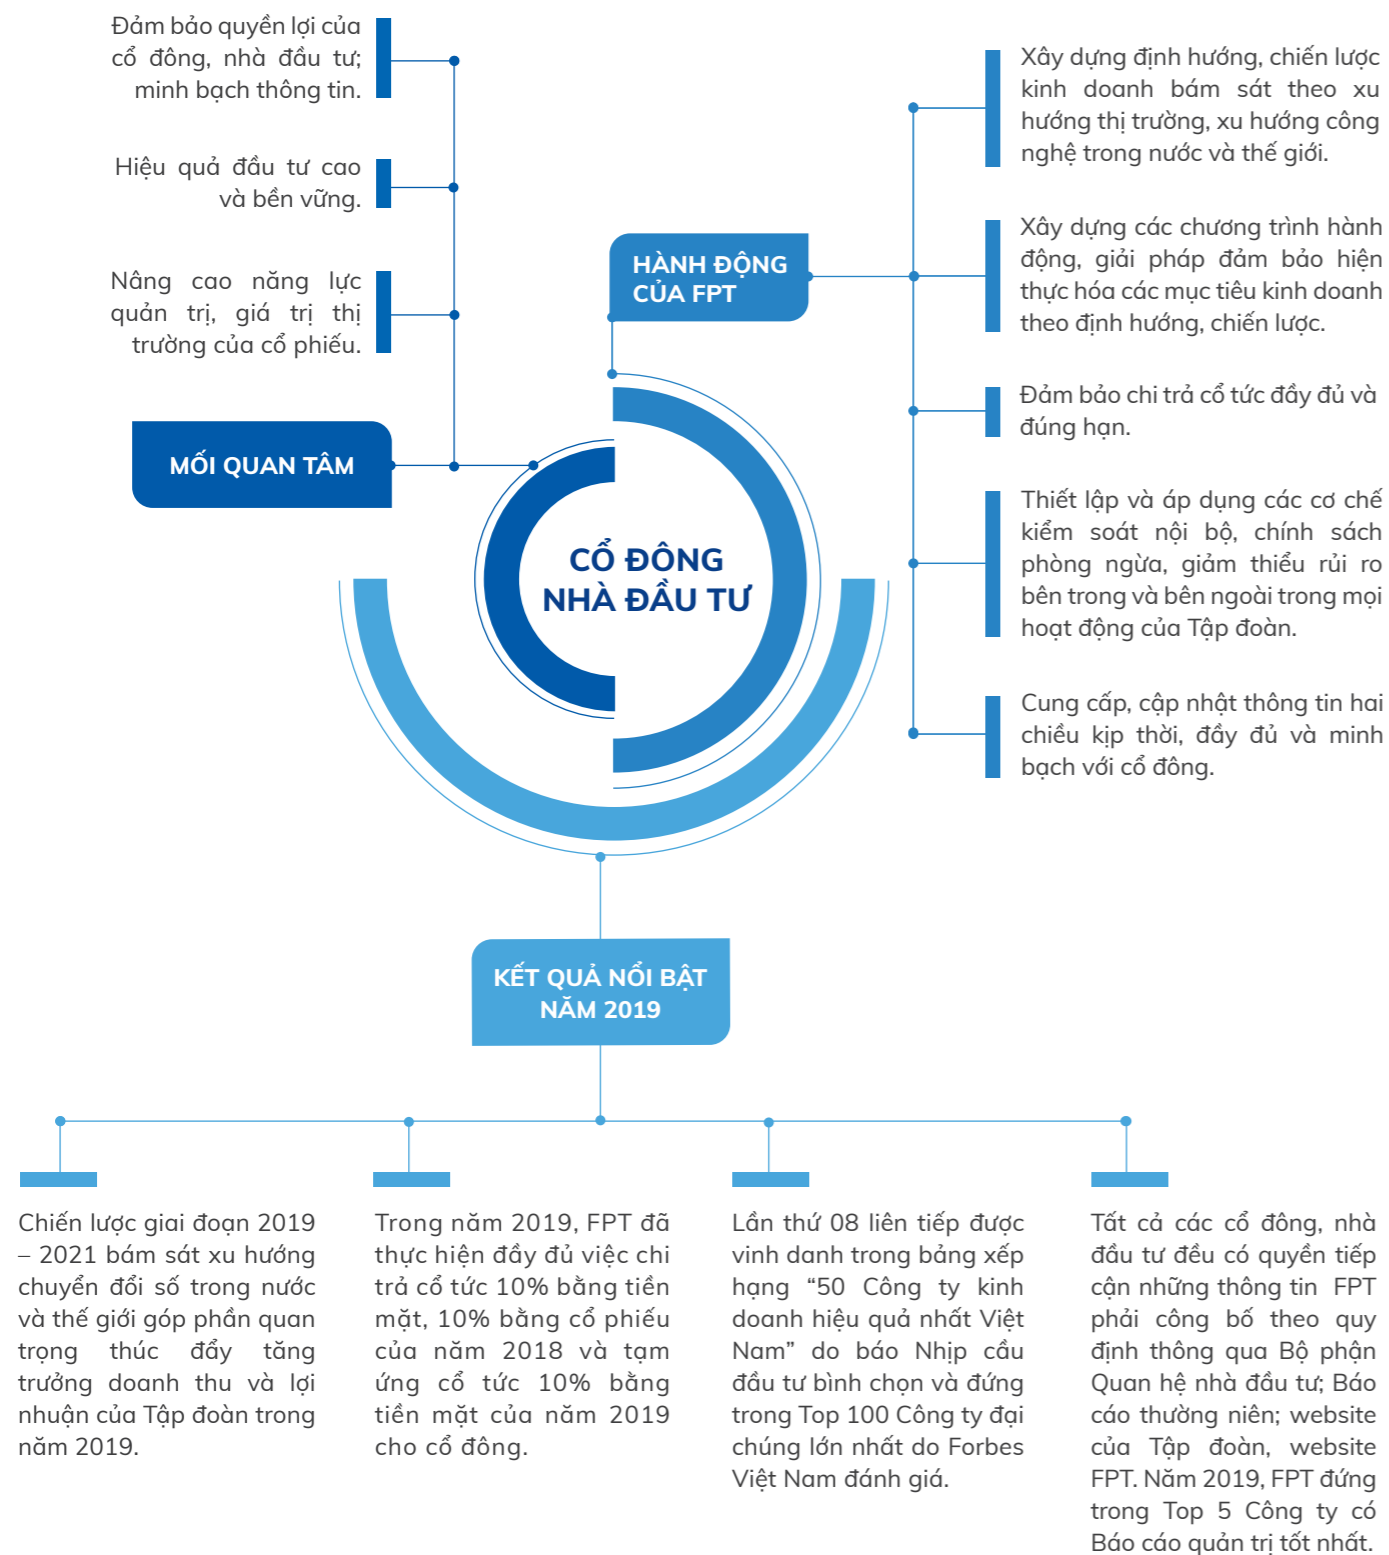 Đảm bảo quyền lợi của
cổ đông, nhà đầu tư;
minh bạch thông tin.
Hiệu quả đầu tư cao
và bền vững.
Nâng cao năng lực
quản trị, giá trị thị
trường của cổ phiếu.
MỐI QUAN TÂM
HÀNH ĐỘNG
CỦA FPT
Xây dựng định hướng, chiến lược
kinh doanh bám sát theo xu
hướng thị trường, xu hướng công
nghệ trong nước và thế giới.
Xây dựng các chương trình hành
động, giải pháp đảm bảo hiện
thực hóa các mục tiêu kinh doanh
theo định hướng, chiến lược.
Đảm bảo chi trả cổ tức đầy đủ và
đúng hạn.
Thiết lập và áp dụng các cơ chế
kiểm soát nội bộ, chính sách
phòng ngừa, giảm thiểu rủi ro
bên trong và bên ngoài trong mọi
hoạt động của Tập đoàn.
Cung cấp, cập nhật thông tin hai
chiều kịp thời, đầy đủ và minh
bạch với cổ đông.
CỔ ĐÔNG
NHÀ ĐẦU TƯ
KẾT QUẢ NỔI BẬT
NĂM 2019
Chiến lược giai đoạn 2019
– 2021 bám sát xu hướng
chuyển đổi số trong nước
và thế giới góp phần quan
trọng thúc đẩy tăng
trưởng doanh thu và lợi
nhuận của Tập đoàn trong
năm 2019.
Trong năm 2019, FPT đã
thực hiện đầy đủ việc chi
trả cổ tức 10% bằng tiền
mặt, 10% bằng cổ phiếu
của năm 2018 và tạm
ứng cổ tức 10% bằng
tiền mặt của năm 2019
cho cổ đông.
Lần thứ 08 liên tiếp được
vinh danh trong bảng xếp
hạng “50 Công ty kinh
doanh hiệu quả nhất Việt
Nam” do báo Nhịp cầu
đầu tư bình chọn và đứng
trong Top 100 Công ty đại
chúng lớn nhất do Forbes
Việt Nam đánh giá.
Tất cả các cổ đông, nhà
đầu tư đều có quyền tiếp
cận những thông tin FPT
phải công bố theo quy
định thông qua Bộ phận
Quan hệ nhà đầu tư; Báo
cáo thường niên; website
của Tập đoàn, website
FPT. Năm 2019, FPT đứng
trong Top 5 Công ty có
Báo cáo quản trị tốt nhất.